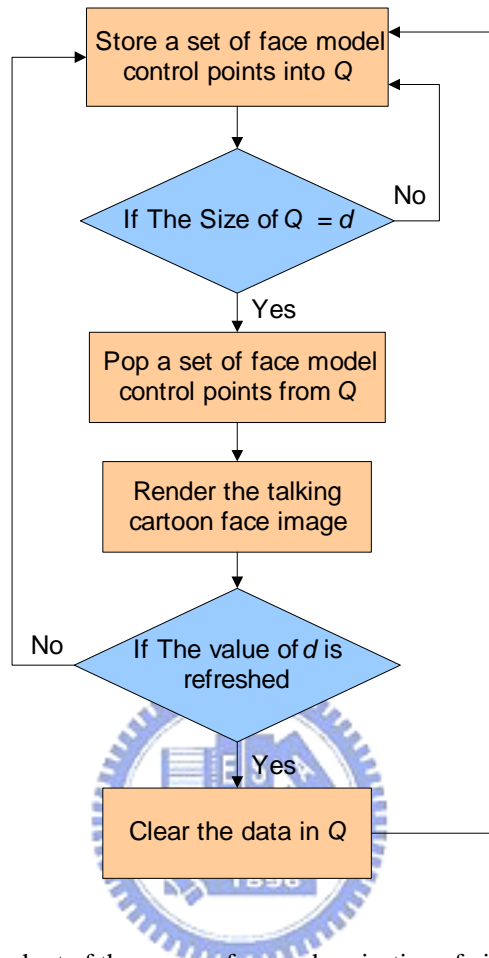 Store a set of face model
control points into Q
If The Size of Q = d
No
Yes
Pop a set of face model
control points from Q
Render the talking
cartoon face image
If The value of d is
refreshed
No
Yes
Clear the data in Q
1896